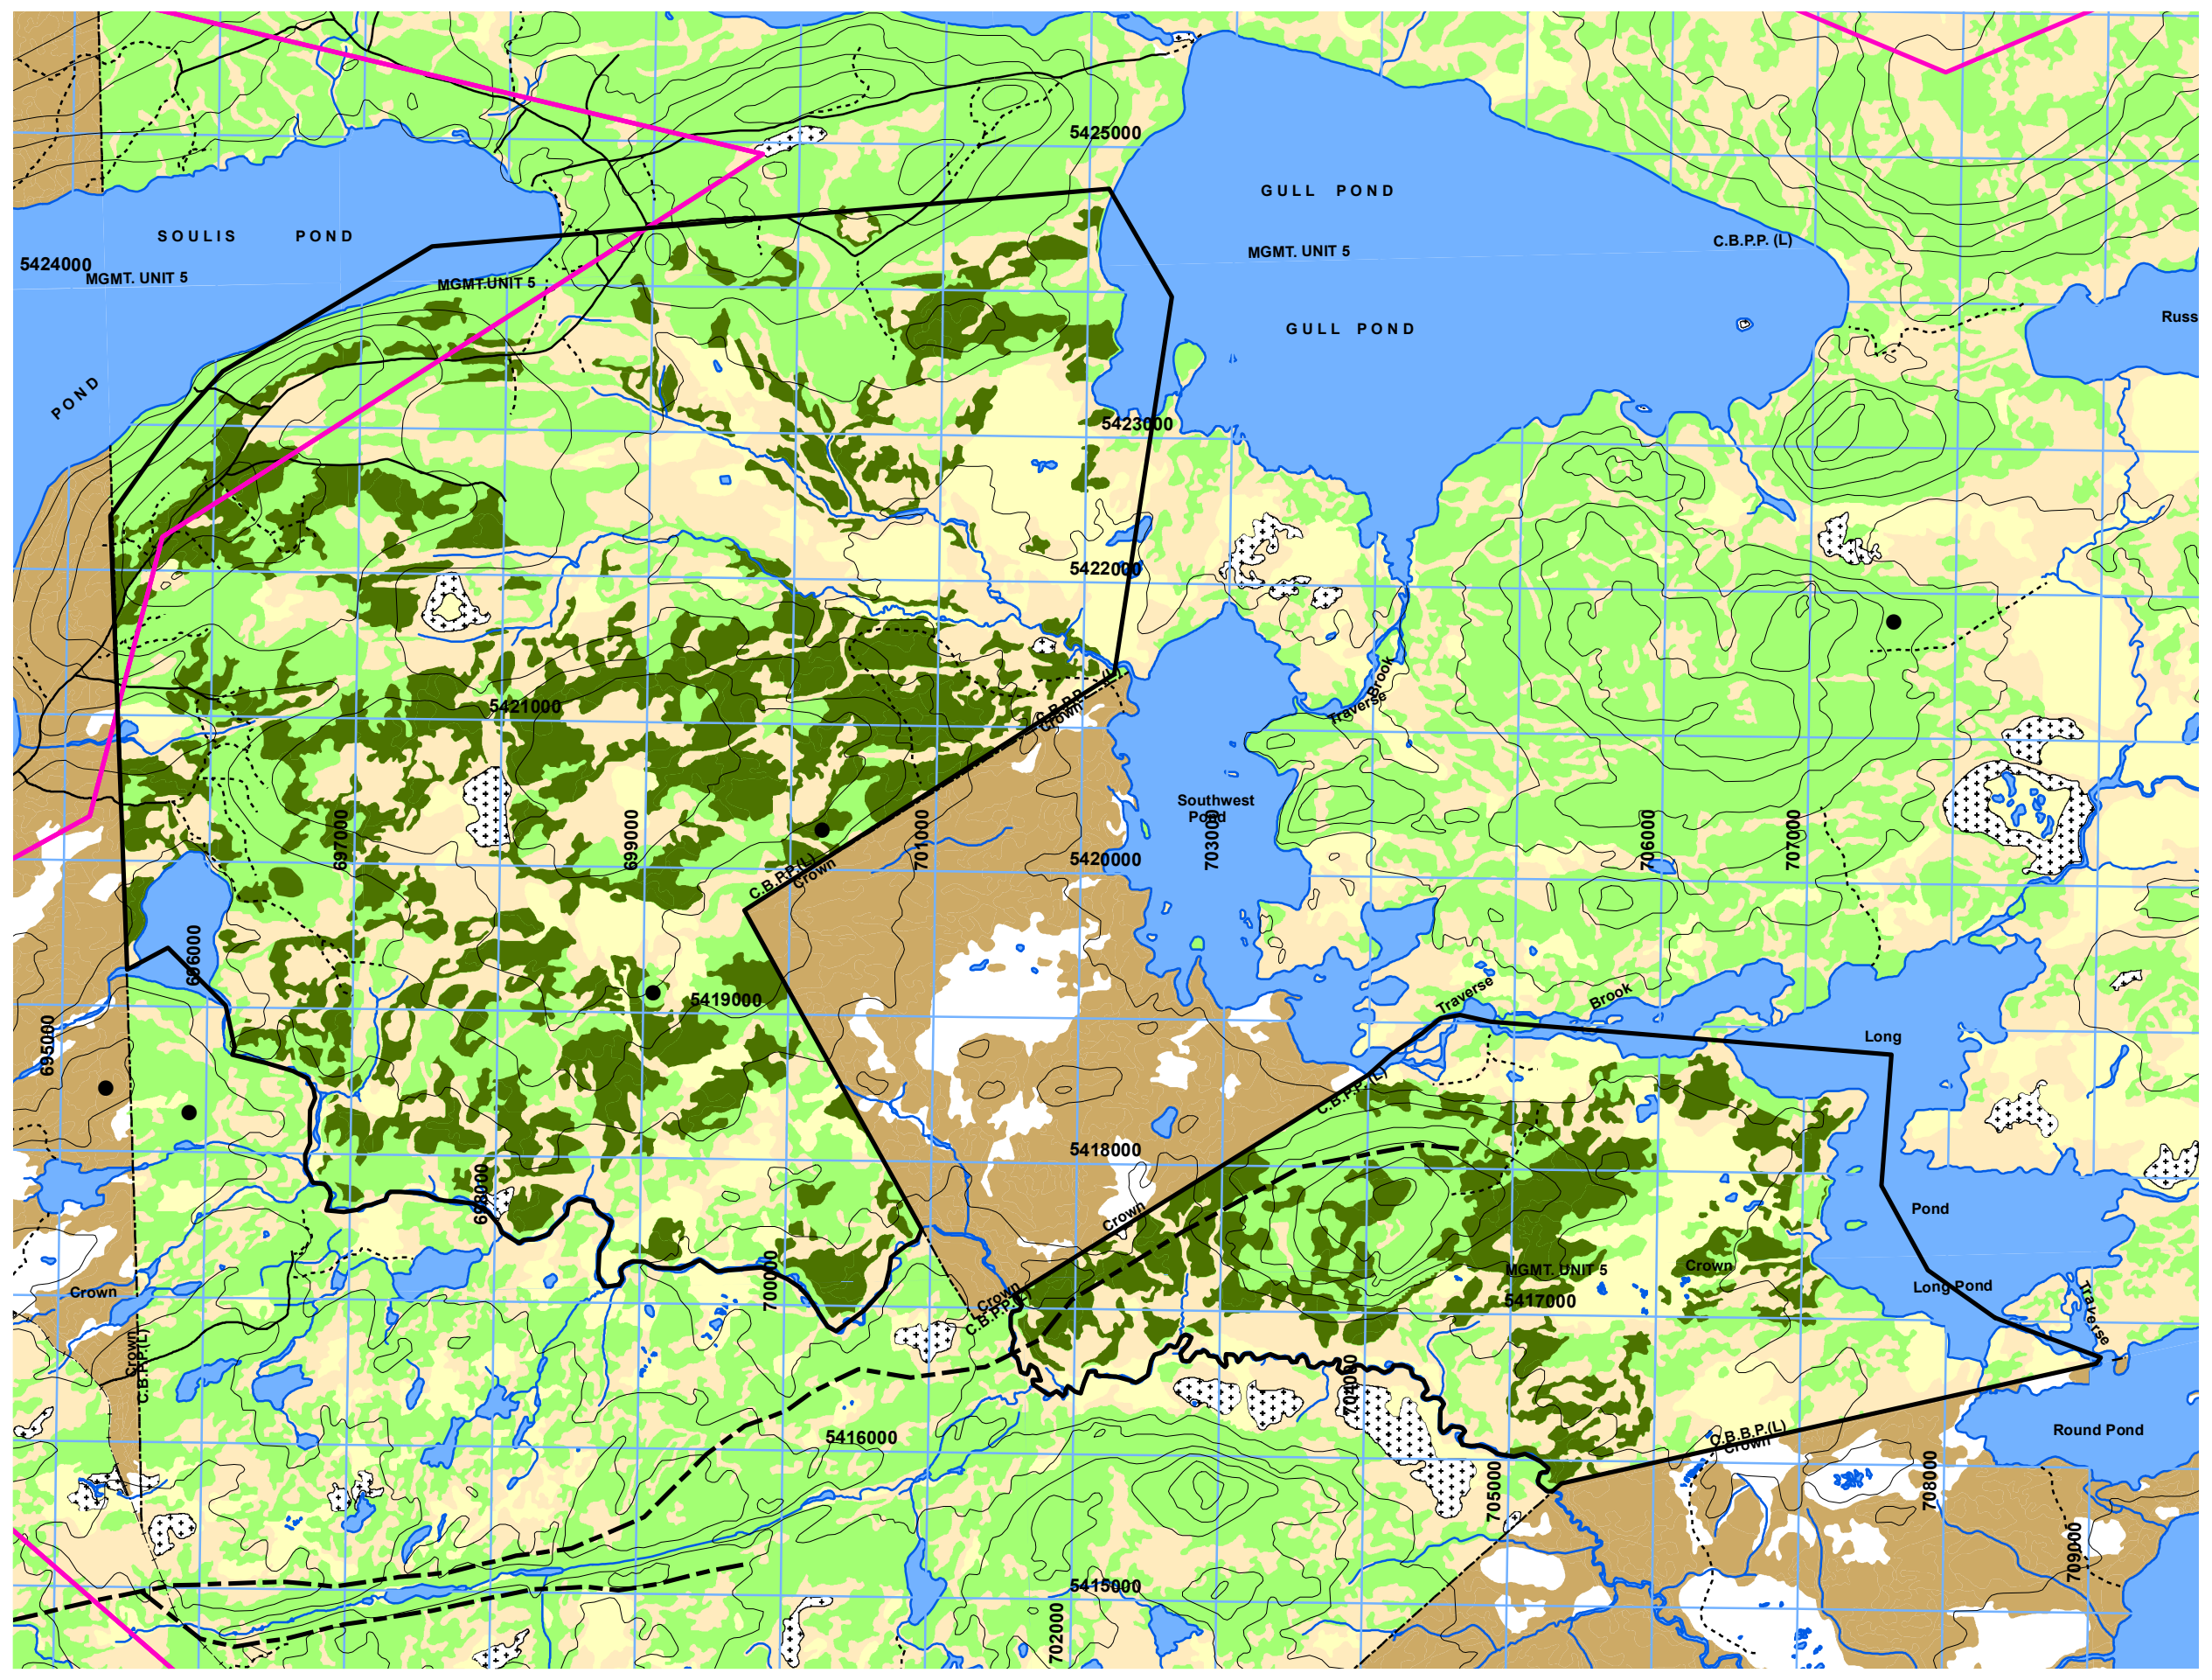 5425000
GULL POND
SOULIS POND
C.B.P.P. (L)
MGMT. UNIT 5
5424000
MGMT. UNIT 5
MGMT.UNIT 5
Russ
GULL POND
POND
5423000
5422000
Brook
Traverse
C.B.P.P. (L)
Crown
5421000
Southwest
Pond
697000
699000
701000
703000
706000
707000
5420000
C.B.P.P.(L)
Crown
696000
5419000
Traverse
Brook
695000
Long
C.B.P.P. (L)
5418000
698000
Crown
Pond
700000
MGMT. UNIT 5
Crown
Long Pond
Crown
Crown
C.B.P.P.(L)
5417000
Traverse
Crown
C.B.P.P.(L)
704000
C.B.B.P.(L)
Crown
Round Pond
5416000
705000
708000
709000
5415000
702000